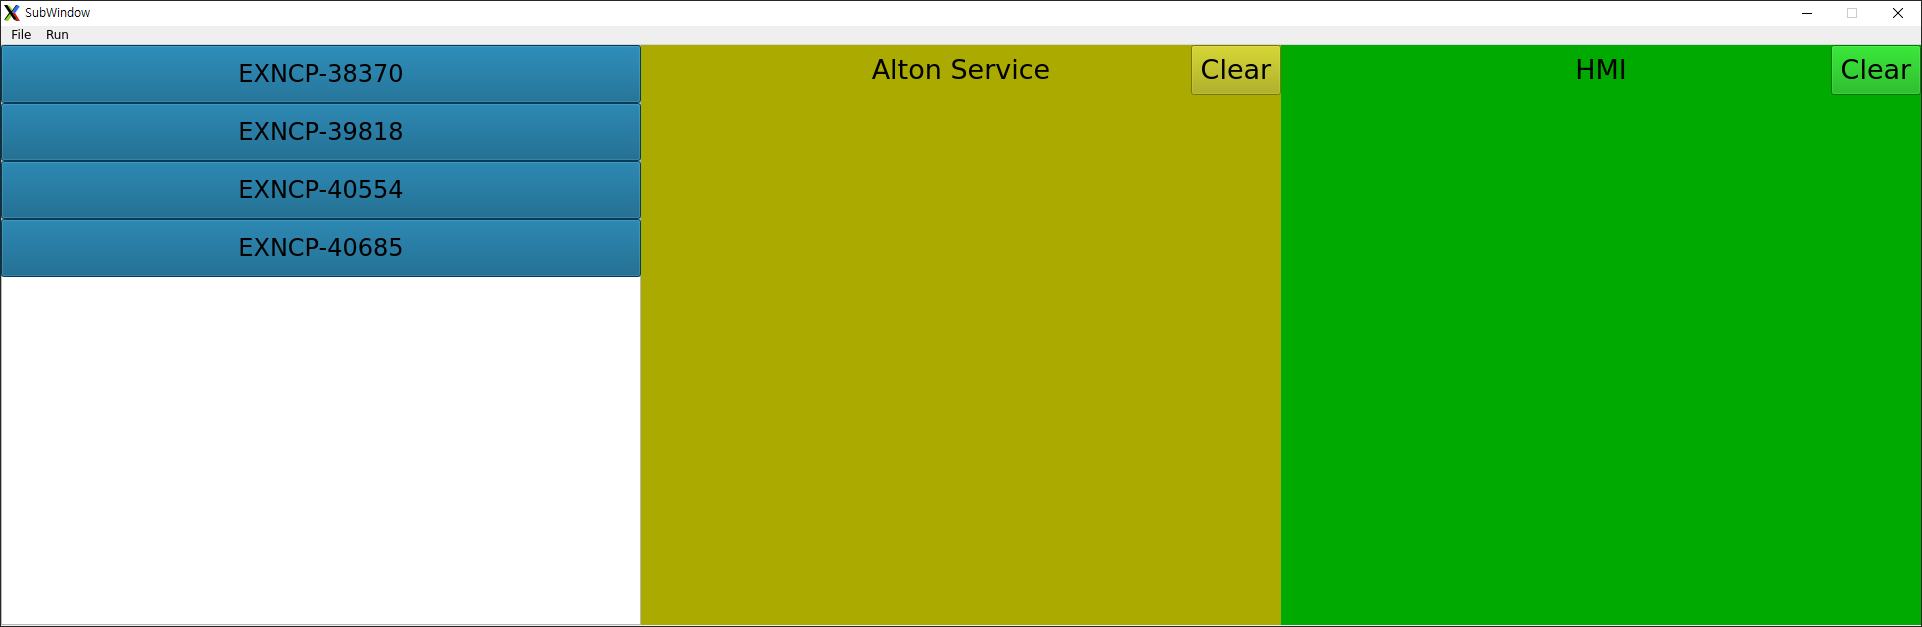 SubWindow
File Run
EXNCP-38370
EXNCP-39818
EXNCP-40554
EXNCP-40685
Alton Service Clear
HMI Clear